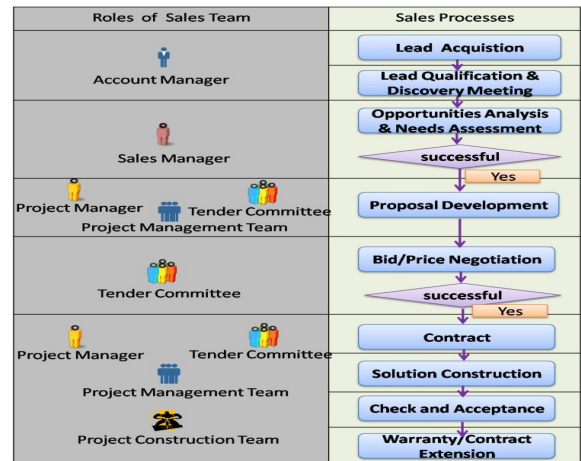 Roles of Sales Team
Sales Processes
Account Manager
Lead Acquistion
Lead Qualification &
Discovery Meeting
Sales Manager
Opportunities Analysis
& Needs Assessment
successful
Yes
Project Manager
Tender Committee
Project Management Team
Proposal Development
Tender Committee
Bid/Price Negotiation
successful
Yes
Project Manager
Tender Committee
Project Management Team
Project Construction Team
Contract
Solution Construction
Check and Acceptance
Warranty/Contract
Extension